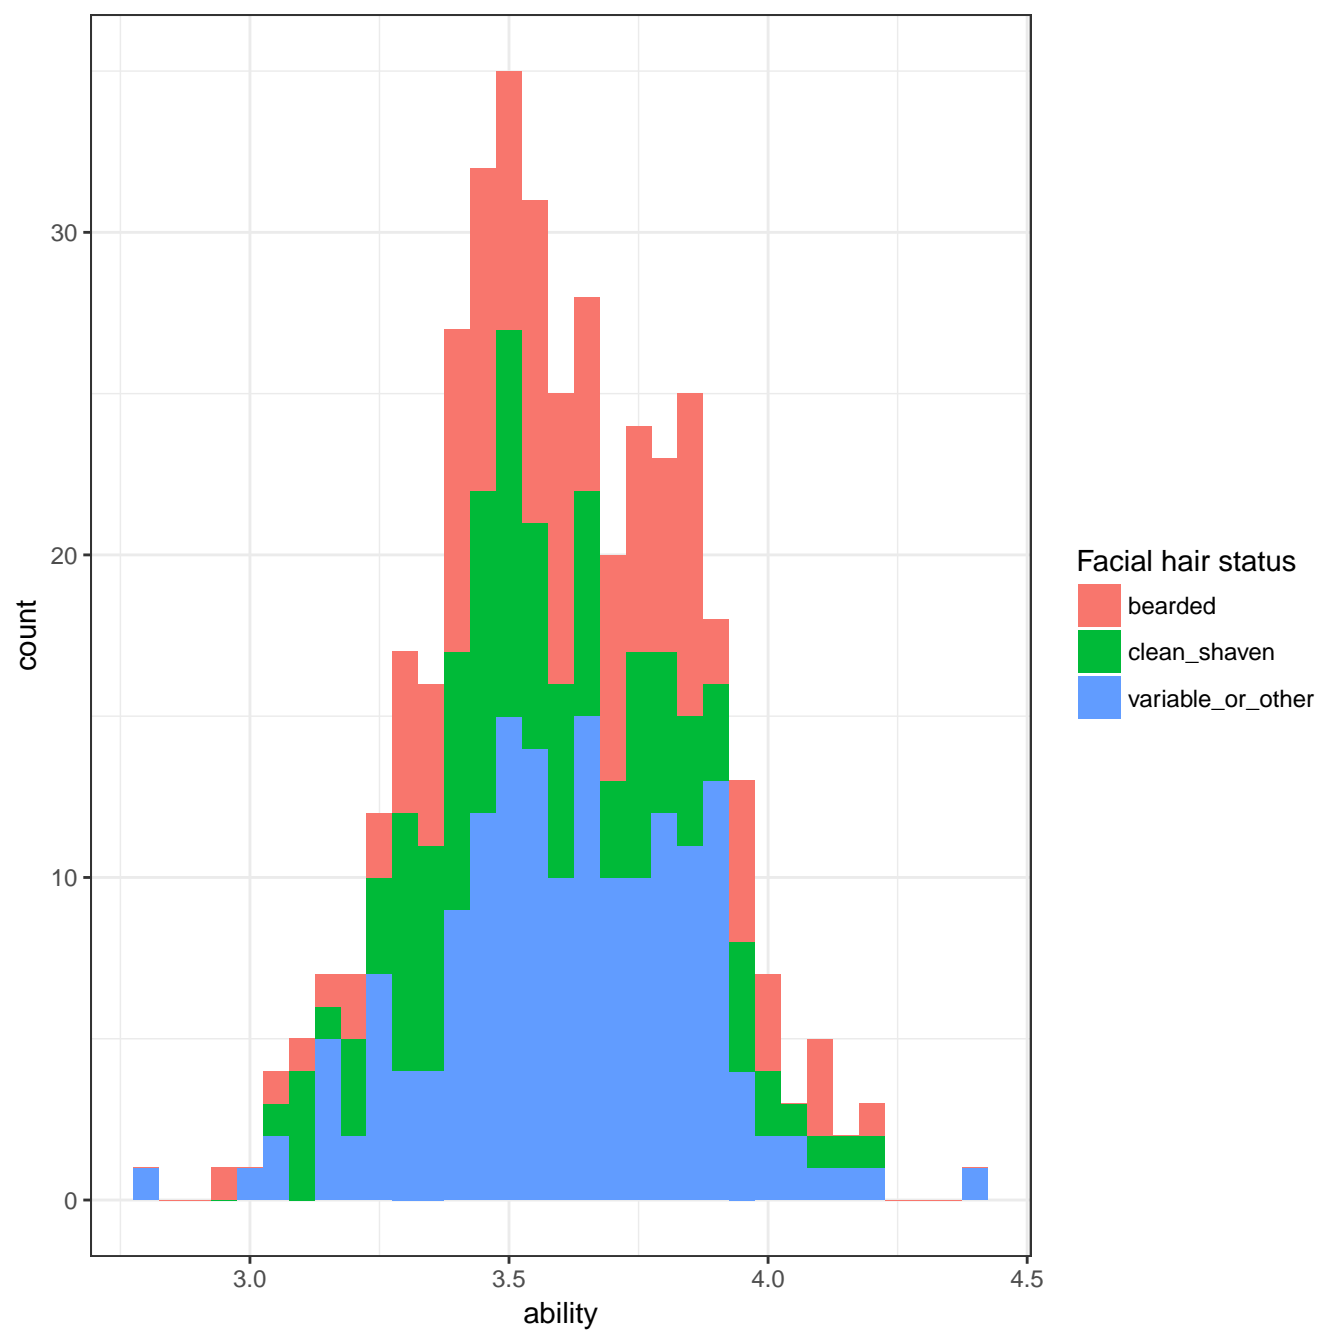 30
20
10
0
count
3.0 3.5 4.0 4.5
ability
Facial hair status
bearded
clean_shaven
variable_or_other